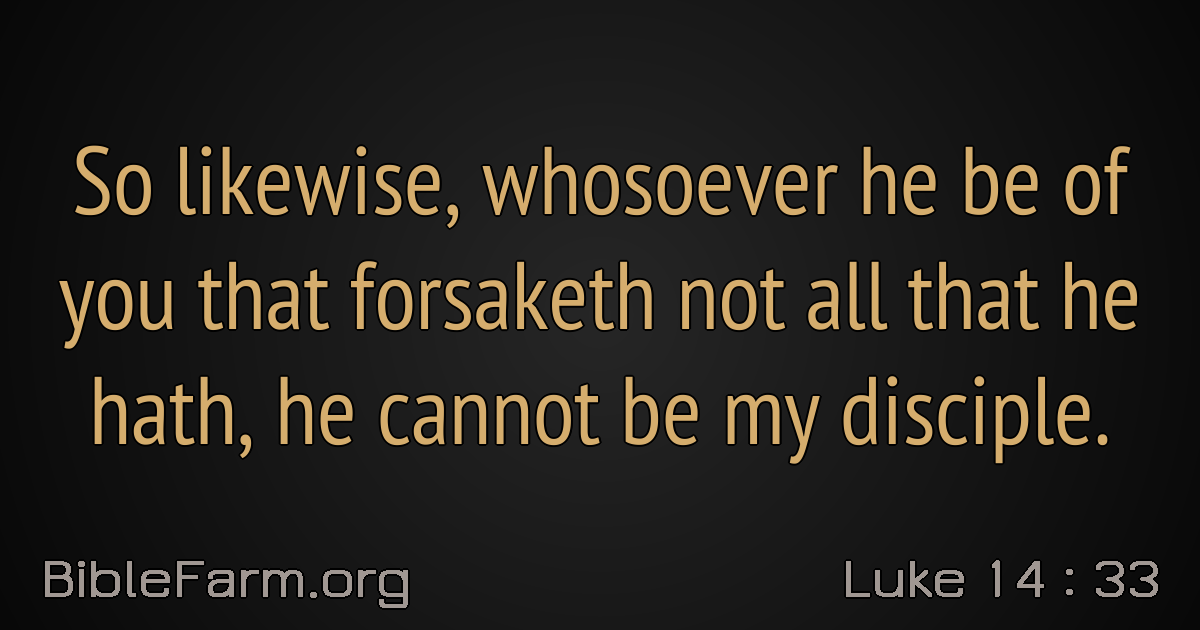 So likewise, whosoever he be of
you that forsaketh not all that he
hath, he cannot be my disciple.
BibleFarm.org
Luke 14 : 33